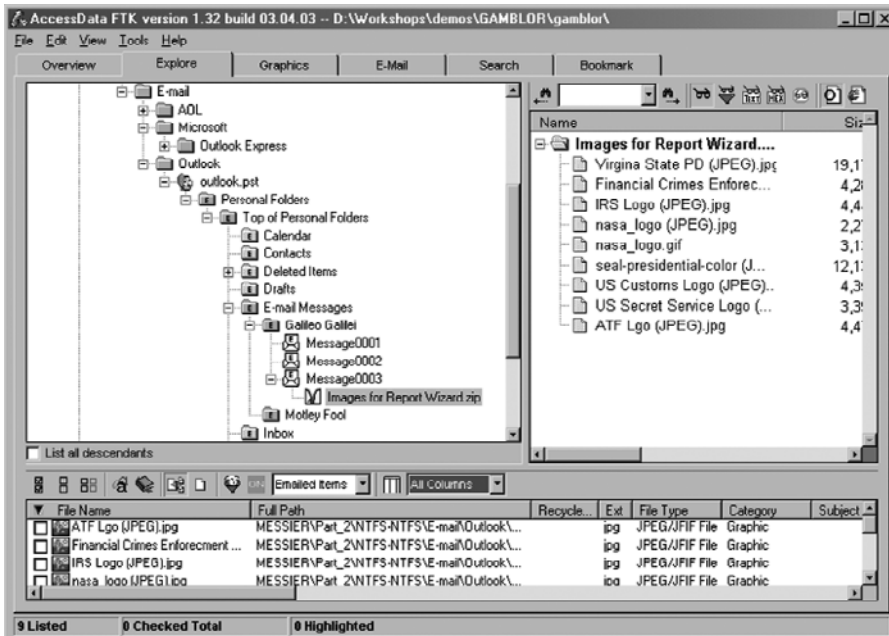 AccessData FTK version 1.32 build 03.04.03 -- D:\Workshops\demos\GAMBLOR\gamblor\
File Edit View Tools Help
Overview Explore Graphics E-Mail Search Bookmark
E-mail
AOL
Microsoft
Outlook Express
Outlook
outlook.pst
Personal Folders
Top of Personal Folders
Calendar
Contacts
Deleted Items
Drafts
E-mail Messages
Galileo Galilei
Message0001
Message0002
Message0003
Images for Report Wizard.zip
Motley Fool
Inbox
List all descendants
Name Siz
Images for Report Wizard....
Virgina State PD (JPEG).jpg 19,1
Financial Crimes Enforec... 4,2
IRS Logo (JPEG).jpg 4,4
nasa_logo (JPEG).jpg 2,2
nasa_logo.gif 3,1
seal-presidential-color (J... 12,1
US Customs Logo (JPEG).. 4,3
US Secret Service Logo (... 3,3
ATF Lgo (JPEG).jpg 4,4
ON Emailed Items All Columns
File Name Full Path Recycle... Ext File Type Category Subject
ATF Lgo (JPEG).jpg MESSIER\Part_2\NTFS-NTFS\E-mail\Outlook\... jpg JPEG/JFIF File Graphic
Financial Crimes Enforecment ... MESSIER\Part_2\NTFS-NTFS\E-mail\Outlook\... jpg JPEG/JFIF File Graphic
IRS Logo (JPEG).jpg MESSIER\Part_2\NTFS-NTFS\E-mail\Outlook\... jpg JPEG/JFIF File Graphic
nasa_logo (JPEG).jpg MESSIER\Part_2\NTFS-NTFS\E-mail\Outlook\... jpg JPEG/JFIF File Graphic
9 Listed 0 Checked Total 0 Highlighted